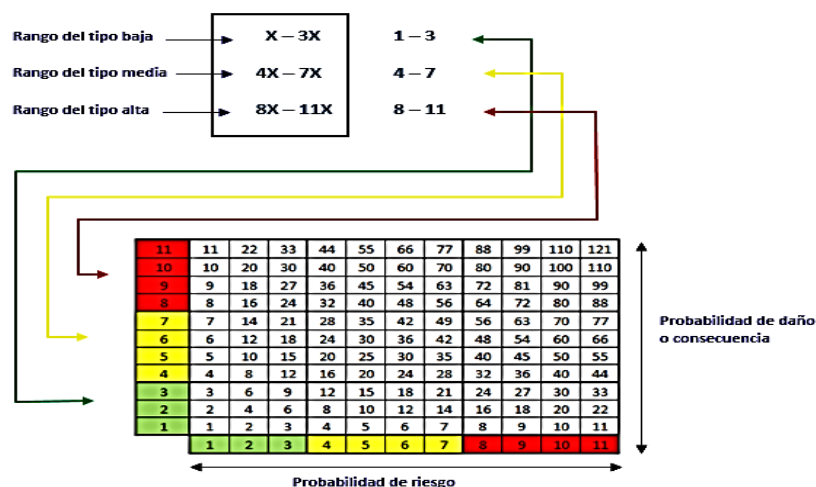 Rango del tipo baja X – 3X 1 – 3
Rango del tipo media 4X – 7X 4 – 7
Rango del tipo alta 8X – 11X 8 – 11
11 11 22 33 44 55 66 77 88 99 110 121
10 10 20 30 40 50 60 70 80 90 100 110
9 9 18 27 36 45 54 63 72 81 90 99
8 8 16 24 32 40 48 56 64 72 80 88
7 7 14 21 28 35 42 49 56 63 70 77
6 6 12 18 24 30 36 42 48 54 60 66
5 5 10 15 20 25 30 35 40 45 50 55
4 4 8 12 16 20 24 28 32 36 40 44
3 3 6 9 12 15 18 21 24 27 30 33
2 2 4 6 8 10 12 14 16 18 20 22
1 1 2 3 4 5 6 7 8 9 10 11
1 2 3 4 5 6 7 8 9 10 11
Probabilidad de daño
o consecuencia
Probabilidad de riesgo